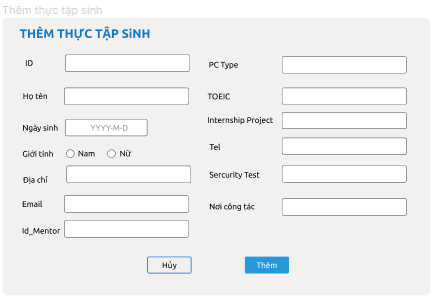 Thêm thực tập sinh
THÊM THỰC TẬP SINH
ID
Họ tên
Ngày sinh
YYYY-M-D
Giới tính
Nam
Nữ
Địa chỉ
Email
Id_Mentor
PC Type
TOEIC
Internship Project
Tel
Sercurity Test
Nơi công tác
Hủy
Thêm